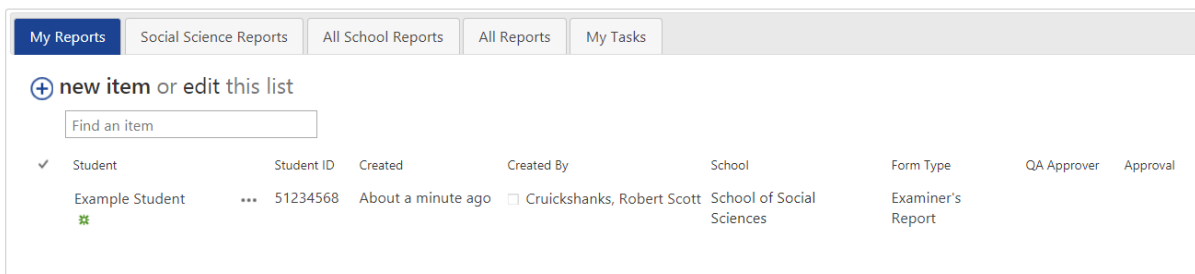 My Reports Social Science Reports All School Reports All Reports My Tasks
new item or edit this list
Find an item
Student Student ID Created Created By School Form Type QA Approver Approval
Example Student ... 51234568 About a minute ago Cruickshanks, Robert Scott School of Social Examiner's
Sciences Report